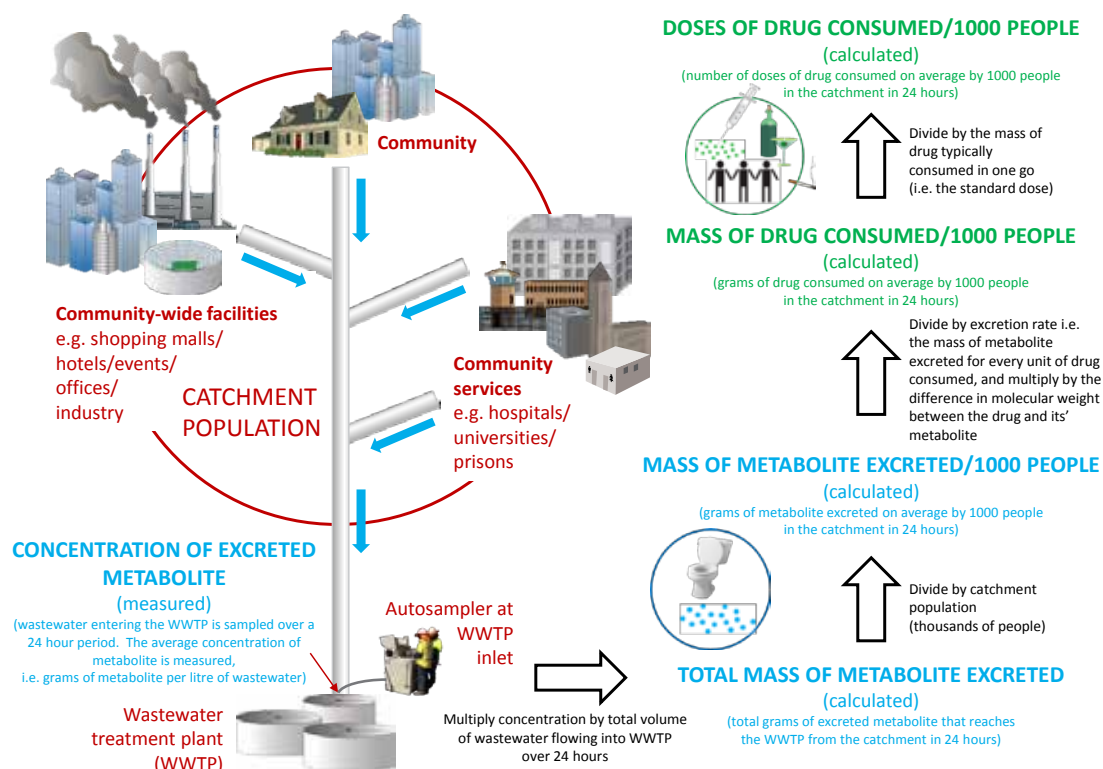 Community
Community-wide facilities
e.g. shopping malls/
hotels/events/
offices/
industry
CATCHMENT
POPULATION
Community
services
e.g. hospitals/
universities/
prisons
CONCENTRATION OF EXCRETED
METABOLITE
(measured)
(wastewater entering the WWTP is sampled over a
24 hour period.  The average concentration of
metabolite is measured,
i.e. grams of metabolite per litre of wastewater)
Autosampler at
WWTP
inlet
Wastewater
treatment plant
(WWTP)
Multiply concentration by total volume
of wastewater flowing into WWTP
over 24 hours
DOSES OF DRUG CONSUMED/1000 PEOPLE
(calculated)
(number of doses of drug consumed on average by 1000 people
in the catchment in 24 hours)
Divide by the mass of
drug typically
consumed in one go
(i.e. the standard dose)
MASS OF DRUG CONSUMED/1000 PEOPLE
(calculated)
(grams of drug consumed on average by 1000 people
in the catchment in 24 hours)
Divide by excretion rate i.e.
the mass of metabolite
excreted for every unit of drug
consumed, and multiply by the
difference in molecular weight
between the drug and its'
metabolite
MASS OF METABOLITE EXCRETED/1000 PEOPLE
(calculated)
(grams of metabolite excreted on average by 1000 people
in the catchment in 24 hours)
Divide by catchment
population
(thousands of people)
TOTAL MASS OF METABOLITE EXCRETED
(calculated)
(total grams of excreted metabolite that reaches
the WWTP from the catchment in 24 hours)